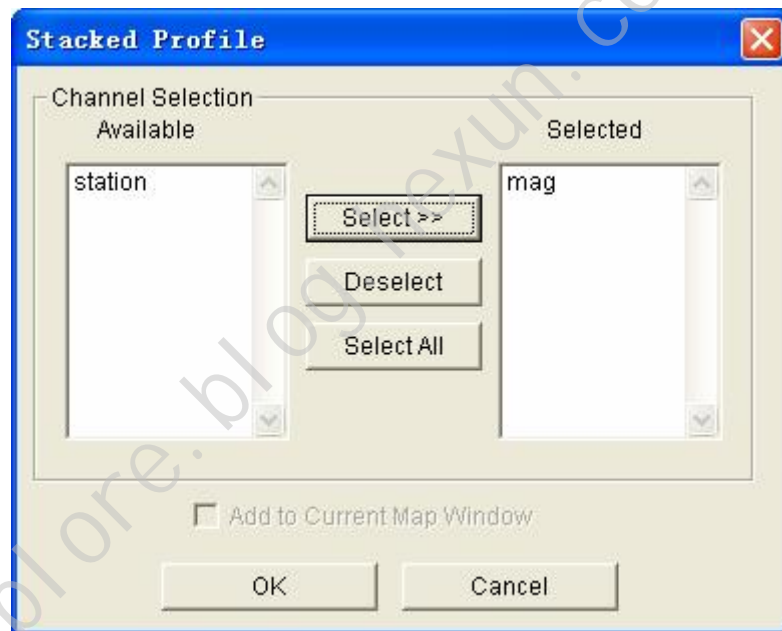 Stacked Profile
Channel Selection
Available
Selected
station
mag
Select >>
Deselect
Select All
Add to Current Map Window
OK
Cancel